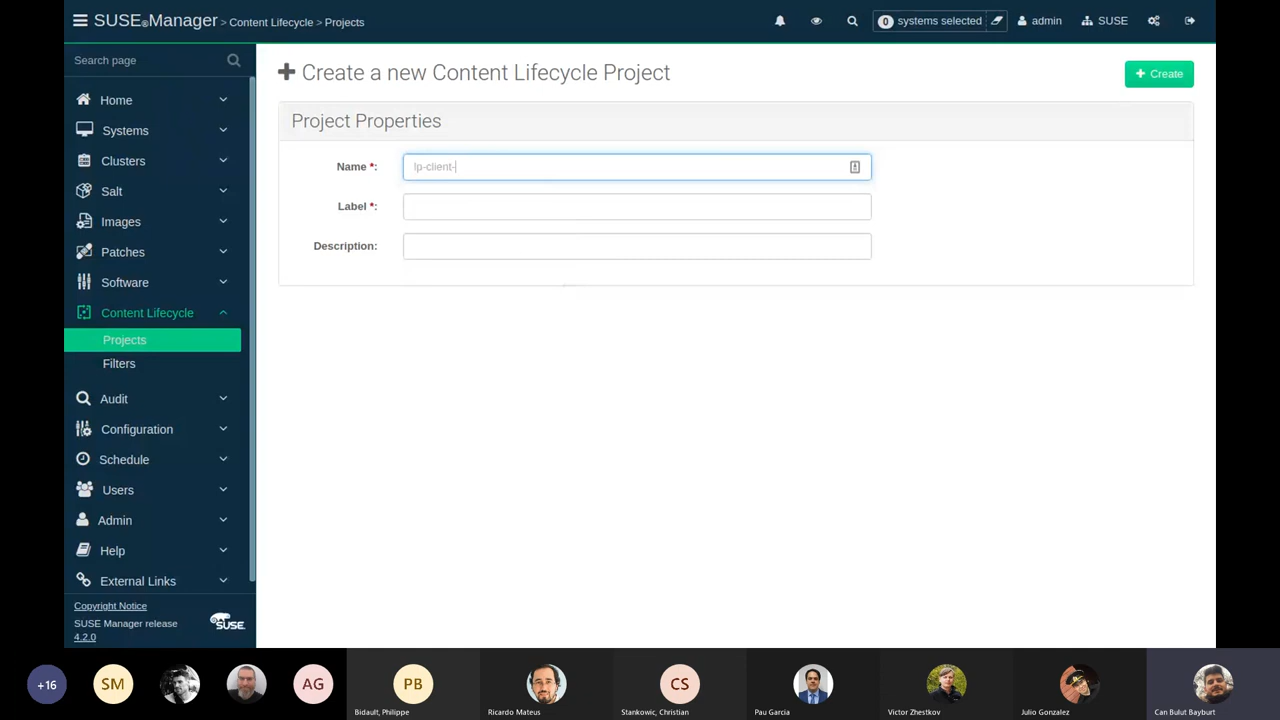 SUSE®Manager > Content Lifecycle > Projects
0 systems selected
admin
SUSE
Search page
Home
Systems
Clusters
Salt
Images
Patches
Software
Content Lifecycle
Projects
Filters
Audit
Configuration
Schedule
Users
Admin
Help
External Links
Copyright Notice
SUSE Manager release
4.2.0
SUSE
Create a new Content Lifecycle Project
Create
Project Properties
Name *:
lp-client-
Label *:
Description:
+16
SM
AG
PB
CS
Bidault, Philippe
Ricardo Mateus
Stankovic, Christian
Pau Garcia
Victor Zhestkov
Julio Gonzalez
Can Bulut Bayburt